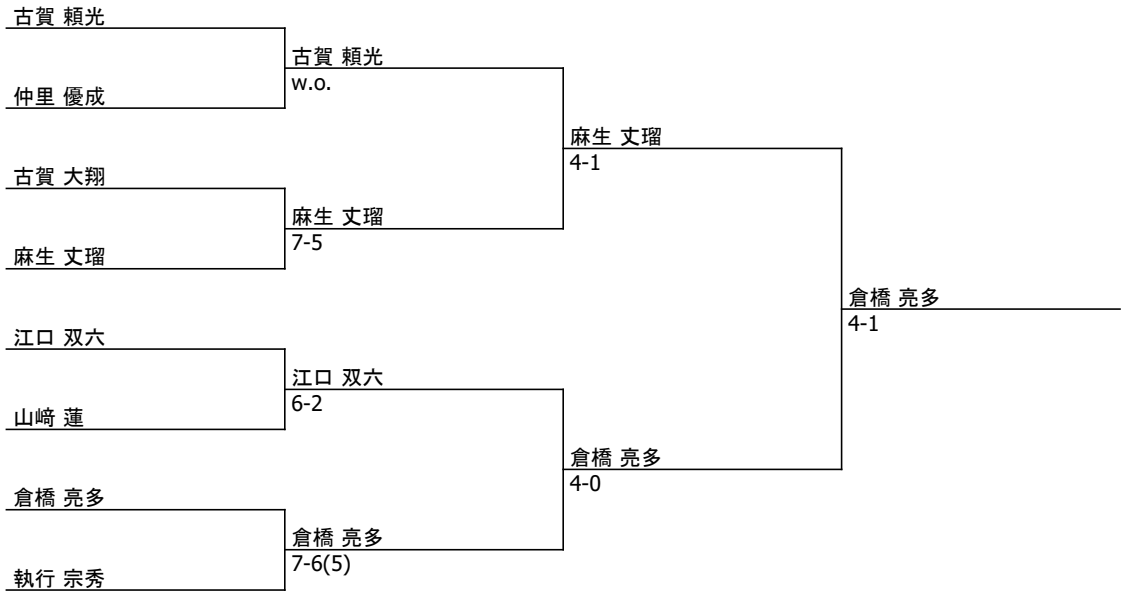 古賀 頼光
古賀 頼光
w.o.
仲里 優成
麻生 丈瑠
4-1
古賀 大翔
麻生 丈瑠
7-5
麻生 丈瑠
倉橋 亮多
4-1
江口 双六
江口 双六
6-2
山﨑 蓮
倉橋 亮多
4-0
倉橋 亮多
倉橋 亮多
7-6(5)
執行 宗秀